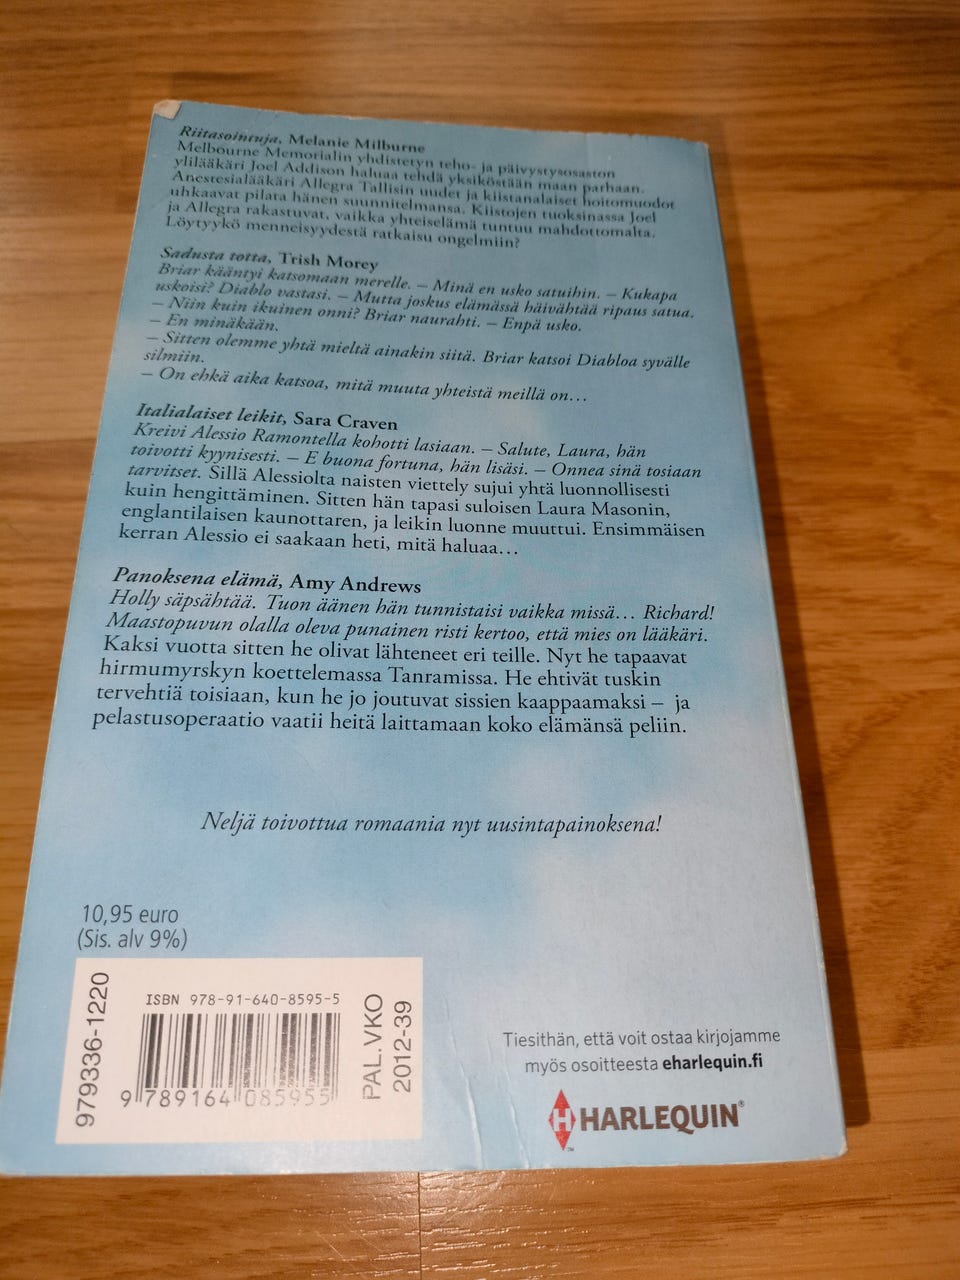 Riitasointuja, Melanie Milburne
Melbourne Memorialin yhdistetyn teho- ja päivystysosaston
ylilääkäri Joel Addison haluaa tehdä yksiköstään maan parhaan.
Anestesialääkäri Allegra Tallisin uudet ja kiistanalaiset hoitomuodot
uhkaavat pilata hänen suunnitelmansa. Kiistojen tuoksinassa Joel
ja Allegra rakastuvat, vaikka yhteiselämä tuntuu mahdottomalta.
Löytyykö menneisyydestä ratkaisu ongelmiin?
Sadusta totta, Trish Morey
Briar kääntyi katsomaan merelle. – Minä en usko satuihin. – Kukapa
uskoisi? Diablo vastasi. – Mutta joskus elämässä häivähtää ripaus satua.
– Niin kuin ikuinen onni? Briar naurahti. – Enpä usko.
– En minäkään.
– Sitten olemme yhtä mieltä ainakin siitä. Briar katsoi Diabloa syvälle
silmiin.
– On ehkä aika katsoa, mitä muuta yhteistä meillä on…
Italialaiset leikit, Sara Craven
Kreivi Alessio Ramontella kohotti lasiaan. – Salute, Laura, hän
toivotti kyynisesti. – E buona fortuna, hän lisäsi. – Onnea sinä tosiaan
tarvitset. Sillä Alessiolta naisten viettely sujui yhtä luonnollisesti
kuin hengittäminen. Sitten hän tapasi suloisen Laura Masonin,
englantilaisen kaunottaren, ja leikin luonne muuttui. Ensimmäisen
kerran Alessio ei saakaan heti, mitä haluaa…
Panoksena elämä, Amy Andrews
Holly säpsähtää. Tuon äänen hän tunnistaisi vaikka missä… Richard!
Maastopuvun olalla oleva punainen risti kertoo, että mies on lääkäri.
Kaksi vuotta sitten he olivat lähteneet eri teille. Nyt he tapaavat
hirmumyrskyn koettelemassa Tanramissa. He ehtivät tuskin
tervehtiä toisiaan, kun he jo joutuvat sissien kaappaamaksi – ja
pelastusoperaatio vaatii heitä laittamaan koko elämänsä peliin.
Neljä toivottua romaania nyt uusintapainoksena!
10,95 euro
(Sis. alv 9%)
979336-1220
ISBN 978-91-640-8595-5
9 789164 085955
PAL.VKO
2012-39
Tiesithän, että voit ostaa kirjojamme
myös osoitteesta eharlequin.fi
H HARLEQUIN®
™